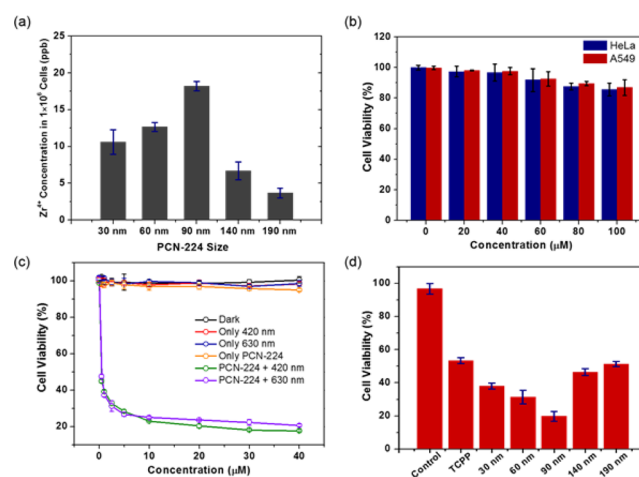 (a)
25
20
15
10
5
0
Zr4+ Concentration in 1×10^6 Cells (ppb)
30 nm 60 nm 90 nm 140 nm 190 nm
PCN-224 Size
(b)
HeLa
A549
120
100
80
60
40
20
0
Cell Viability (%)
0 20 40 60 80 100
Concentration (μM)
(c)
100
80
60
40
20
Cell Viability (%)
Dark
Only 420 nm
Only 630 nm
Only PCN-224
PCN-224 + 420 nm
PCN-224 + 630 nm
0 10 20 30 40
Concentration (μM)
(d)
100
80
60
40
20
0
Cell Viability (%)
Control TCPP 30 nm 60 nm 90 nm 140 nm 190 nm